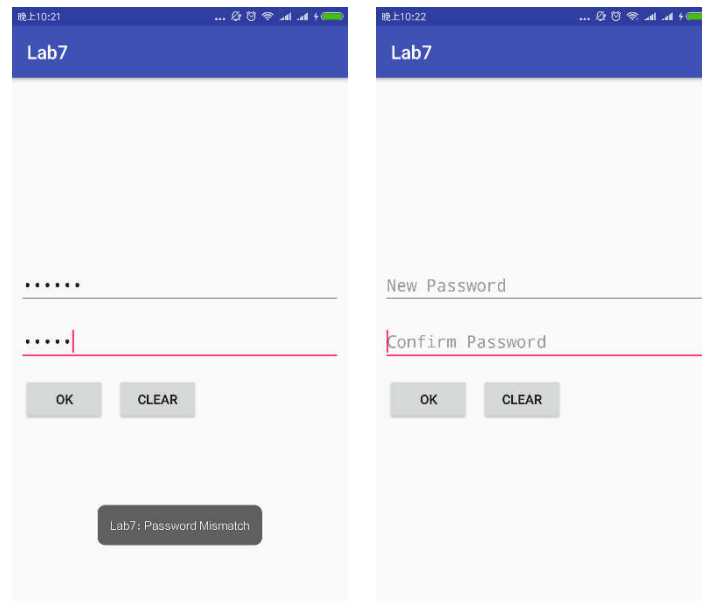 晚上10:21
...
Lab7
••••••
•••••
OK
CLEAR
Lab7: Password Mismatch
晚上10:22
...
Lab7
New Password
Confirm Password
OK
CLEAR